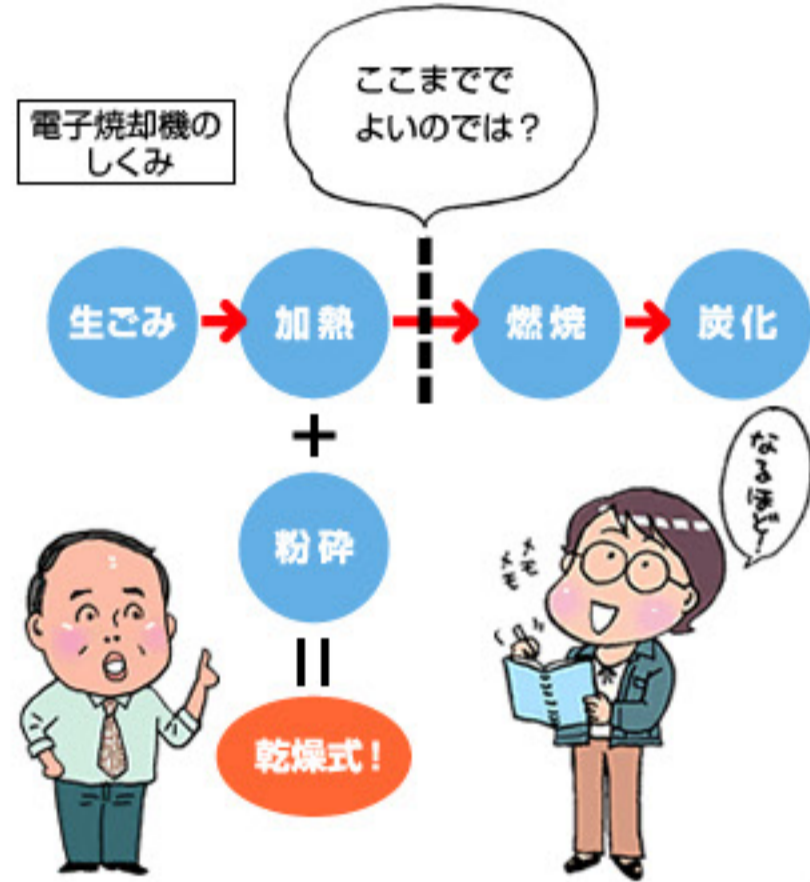 電子焼却機の
しくみ
ここまでで
よいのでは？
生ごみ
加熱
燃焼
炭化
＋
粉砕
＝
乾燥式！
なるほど！
メモ
メモ